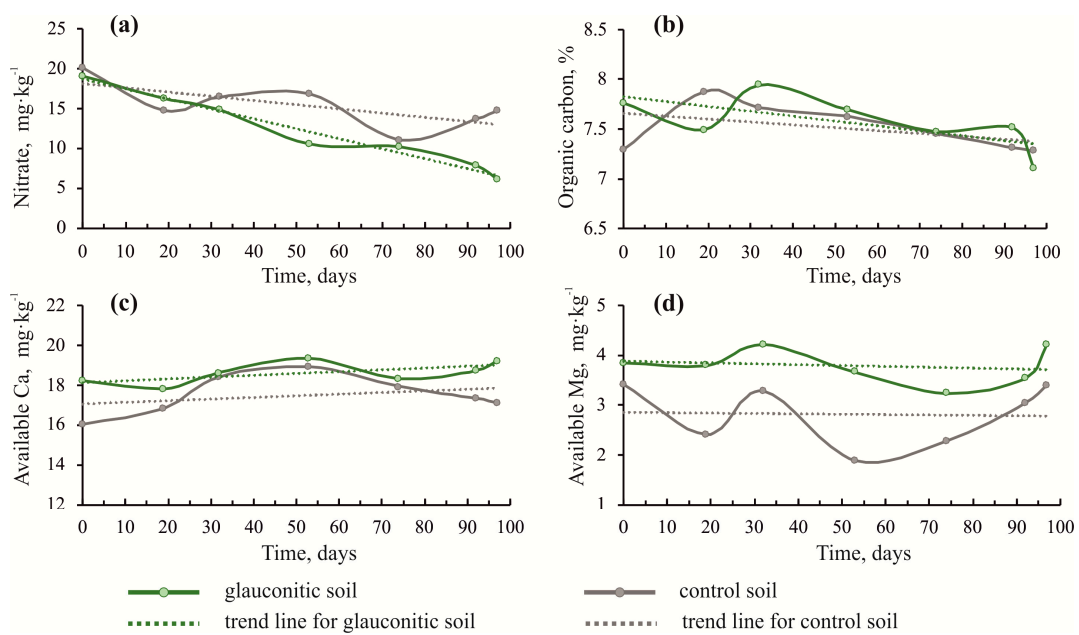 (a)
Nitrate, mg·kg⁻¹
25
20
15
10
5
0
0 10 20 30 40 50 60 70 80 90 100
Time, days
(b)
Organic carbon, %
8.5
8
7.5
7
6.5
0 10 20 30 40 50 60 70 80 90 100
Time, days
(c)
Available Ca, mg·kg⁻¹
22
20
18
16
14
12
0 10 20 30 40 50 60 70 80 90 100
Time, days
(d)
Available Mg, mg·kg⁻¹
5
4
3
2
1
0 10 20 30 40 50 60 70 80 90 100
Time, days
glauconitic soil
control soil
trend line for glauconitic soil
trend line for control soil